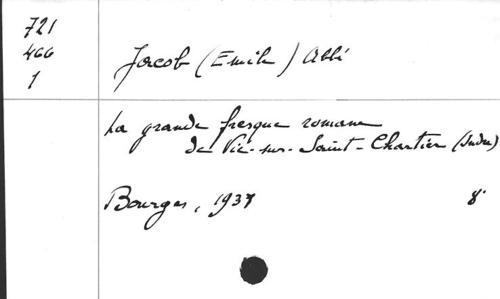 721
466
1
Jacob (Emile) Abbé
La grande fresque romane
de Vic-sur-Saint-Chartier (Indre)
Bourges, 1937 8°